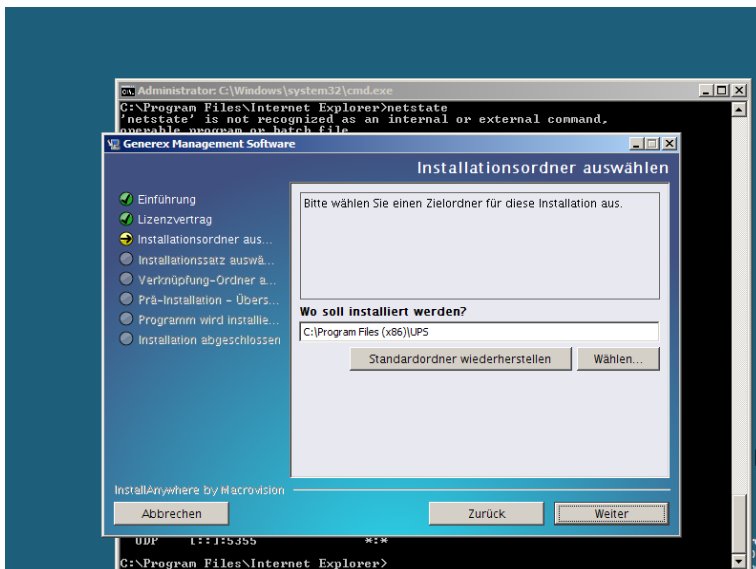 Administrator: C:\Windows\system32\cmd.exe
C:\Program Files\Internet Explorer>netstate
'netstate' is not recognized as an internal or external command,
operable program or batch file
Generex Management Software
Installationsordner auswählen
Einführung
Lizenzvertrag
Installationsordner aus...
Installationssatz auswä...
Verknüpfung-Ordner a...
Prä-Installation - Übers...
Programm wird installie...
Installation abgeschlossen
Bitte wählen Sie einen Zielordner für diese Installation aus.
Wo soll installiert werden?
C:\Program Files (x86)\UPS
Standardordner wiederherstellen
Wählen...
InstallAnywhere by Macrovision
Abbrechen
Zurück
Weiter
UDP [::]:5355 *:*
C:\Program Files\Internet Explorer>